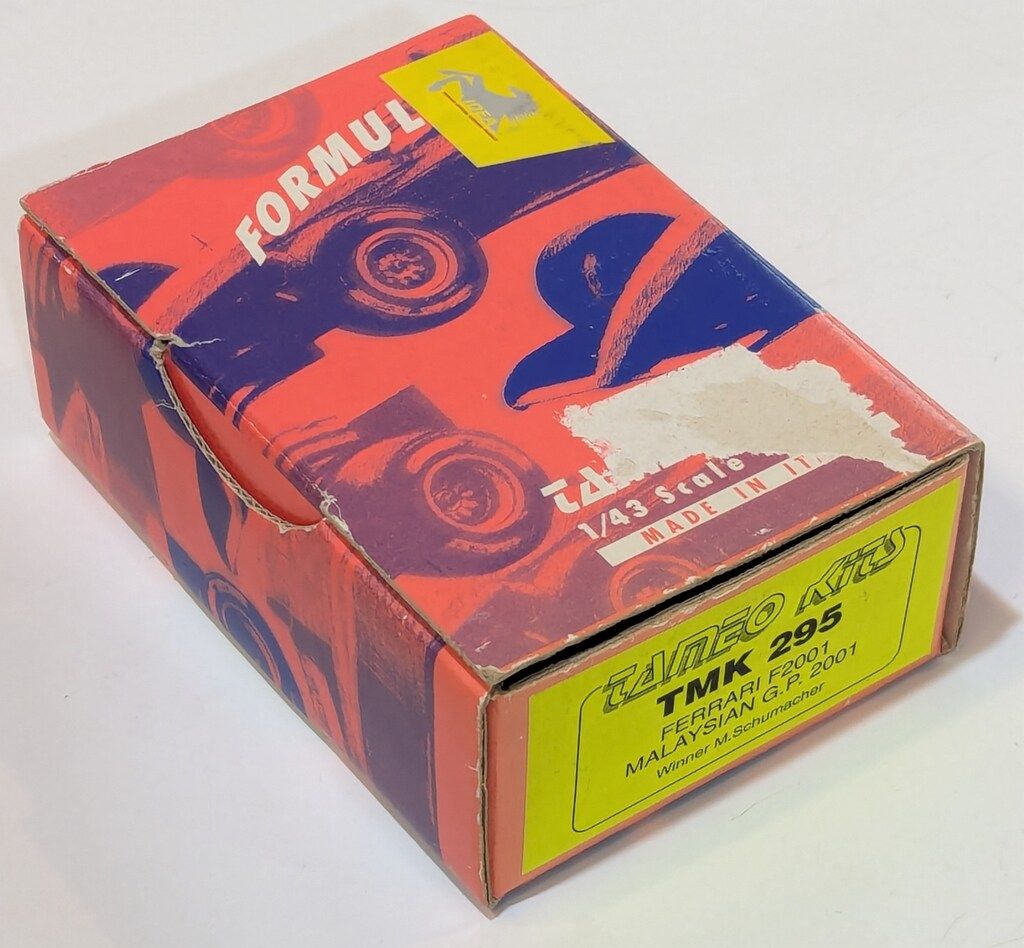 FORMUL
1/43 Scale
MADE IN IT
TAMEO KITS
TMK 295
FERRARI F2001
MALAYSIAN G.P. 2001
Winner M.Schumacher